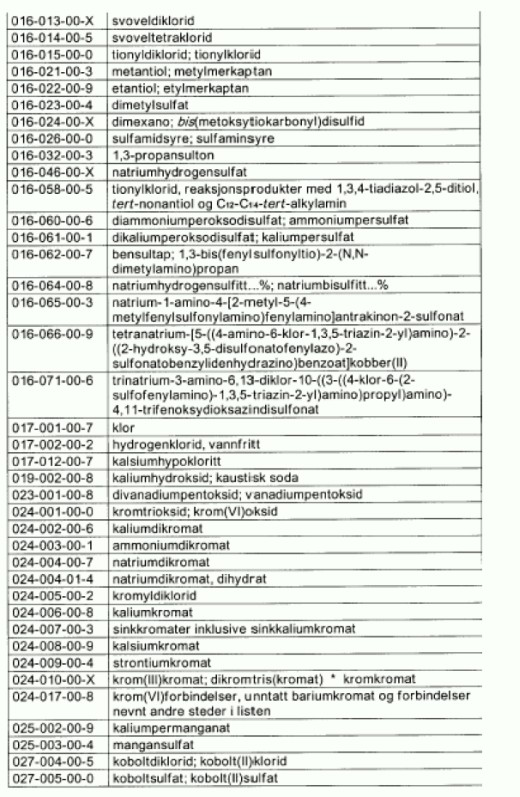 016-013-00-X svoveldiklorid
016-014-00-5 svoveltetraklorid
016-015-00-0 tionyldiklorid; tionylklorid
016-021-00-3 metantiol; metylmerkaptan
016-022-00-9 etantiol; etylmerkaptan
016-023-00-4 dimetylsulfat
016-024-00-X dimexano; bis(metoksytiokarbonyl)disulfid
016-026-00-0 sulfamidsyre; sulfaminsyre
016-032-00-3 1,3-propansulton
016-046-00-X natriumhydrogensulfat
016-058-00-5 tionylklorid, reaksjonsprodukter med 1,3,4-tiadiazol-2,5-ditiol,
tert-nonantiol og C12-C14-tert-alkylamin
016-060-00-6 diammoniumperoksodisulfat; ammoniumpersulfat
016-061-00-1 dikaliumperoksodisulfat; kaliumpersulfat
016-062-00-7 bensultap; 1,3-bis(fenylsulfonyltio)-2-(N,N-
dimetylamino)propan
016-064-00-8 natriumhydrogensulfitt...%; natriumbisulfitt...%
016-065-00-3 natrium-1-amino-4-[2-metyl-5-(4-
metylfenylsulfonylamino)fenylamino]antrakinon-2-sulfonat
016-066-00-9 tetranatrium-[5-((4-amino-6-klor-1,3,5-triazin-2-yl)amino)-2-
((2-hydroksy-3,5-disulfonatofenylazo)-2-
sulfonatobenzylidenhydrazino)benzoat]kobber(II)
016-071-00-6 trinatrium-3-amino-6,13-diklor-10-((3-((4-klor-6-(2-
sulfofenylamino)-1,3,5-triazin-2-yl)amino)propyl)amino)-
4,11-trifenoksydioksazindisulfonat
017-001-00-7 klor
017-002-00-2 hydrogenklorid, vannfritt
017-012-00-7 kalsiumhypokloritt
019-002-00-8 kaliumhydroksid; kaustisk soda
023-001-00-8 divanadiumpentoksid; vanadiumpentoksid
024-001-00-0 kromtrioksid; krom(VI)oksid
024-002-00-6 kaliumdikromat
024-003-00-1 ammoniumdikromat
024-004-00-7 natriumdikromat
024-004-01-4 natriumdikromat, dihydrat
024-005-00-2 kromyldiklorid
024-006-00-8 kaliumkromat
024-007-00-3 sinkkromater inklusive sinkkaliumkromat
024-008-00-9 kalsiumkromat
024-009-00-4 strontiumkromat
024-010-00-X krom(III)kromat; dikromtris(kromat) * kromkromat
024-017-00-8 krom(VI)forbindelser, unntatt bariumkromat og forbindelser
nevnt andre steder i listen
025-002-00-9 kaliumpermanganat
025-003-00-4 mangansulfat
027-004-00-5 koboltdiklorid; kobolt(II)klorid
027-005-00-0 koboltsulfat; kobolt(II)sulfat